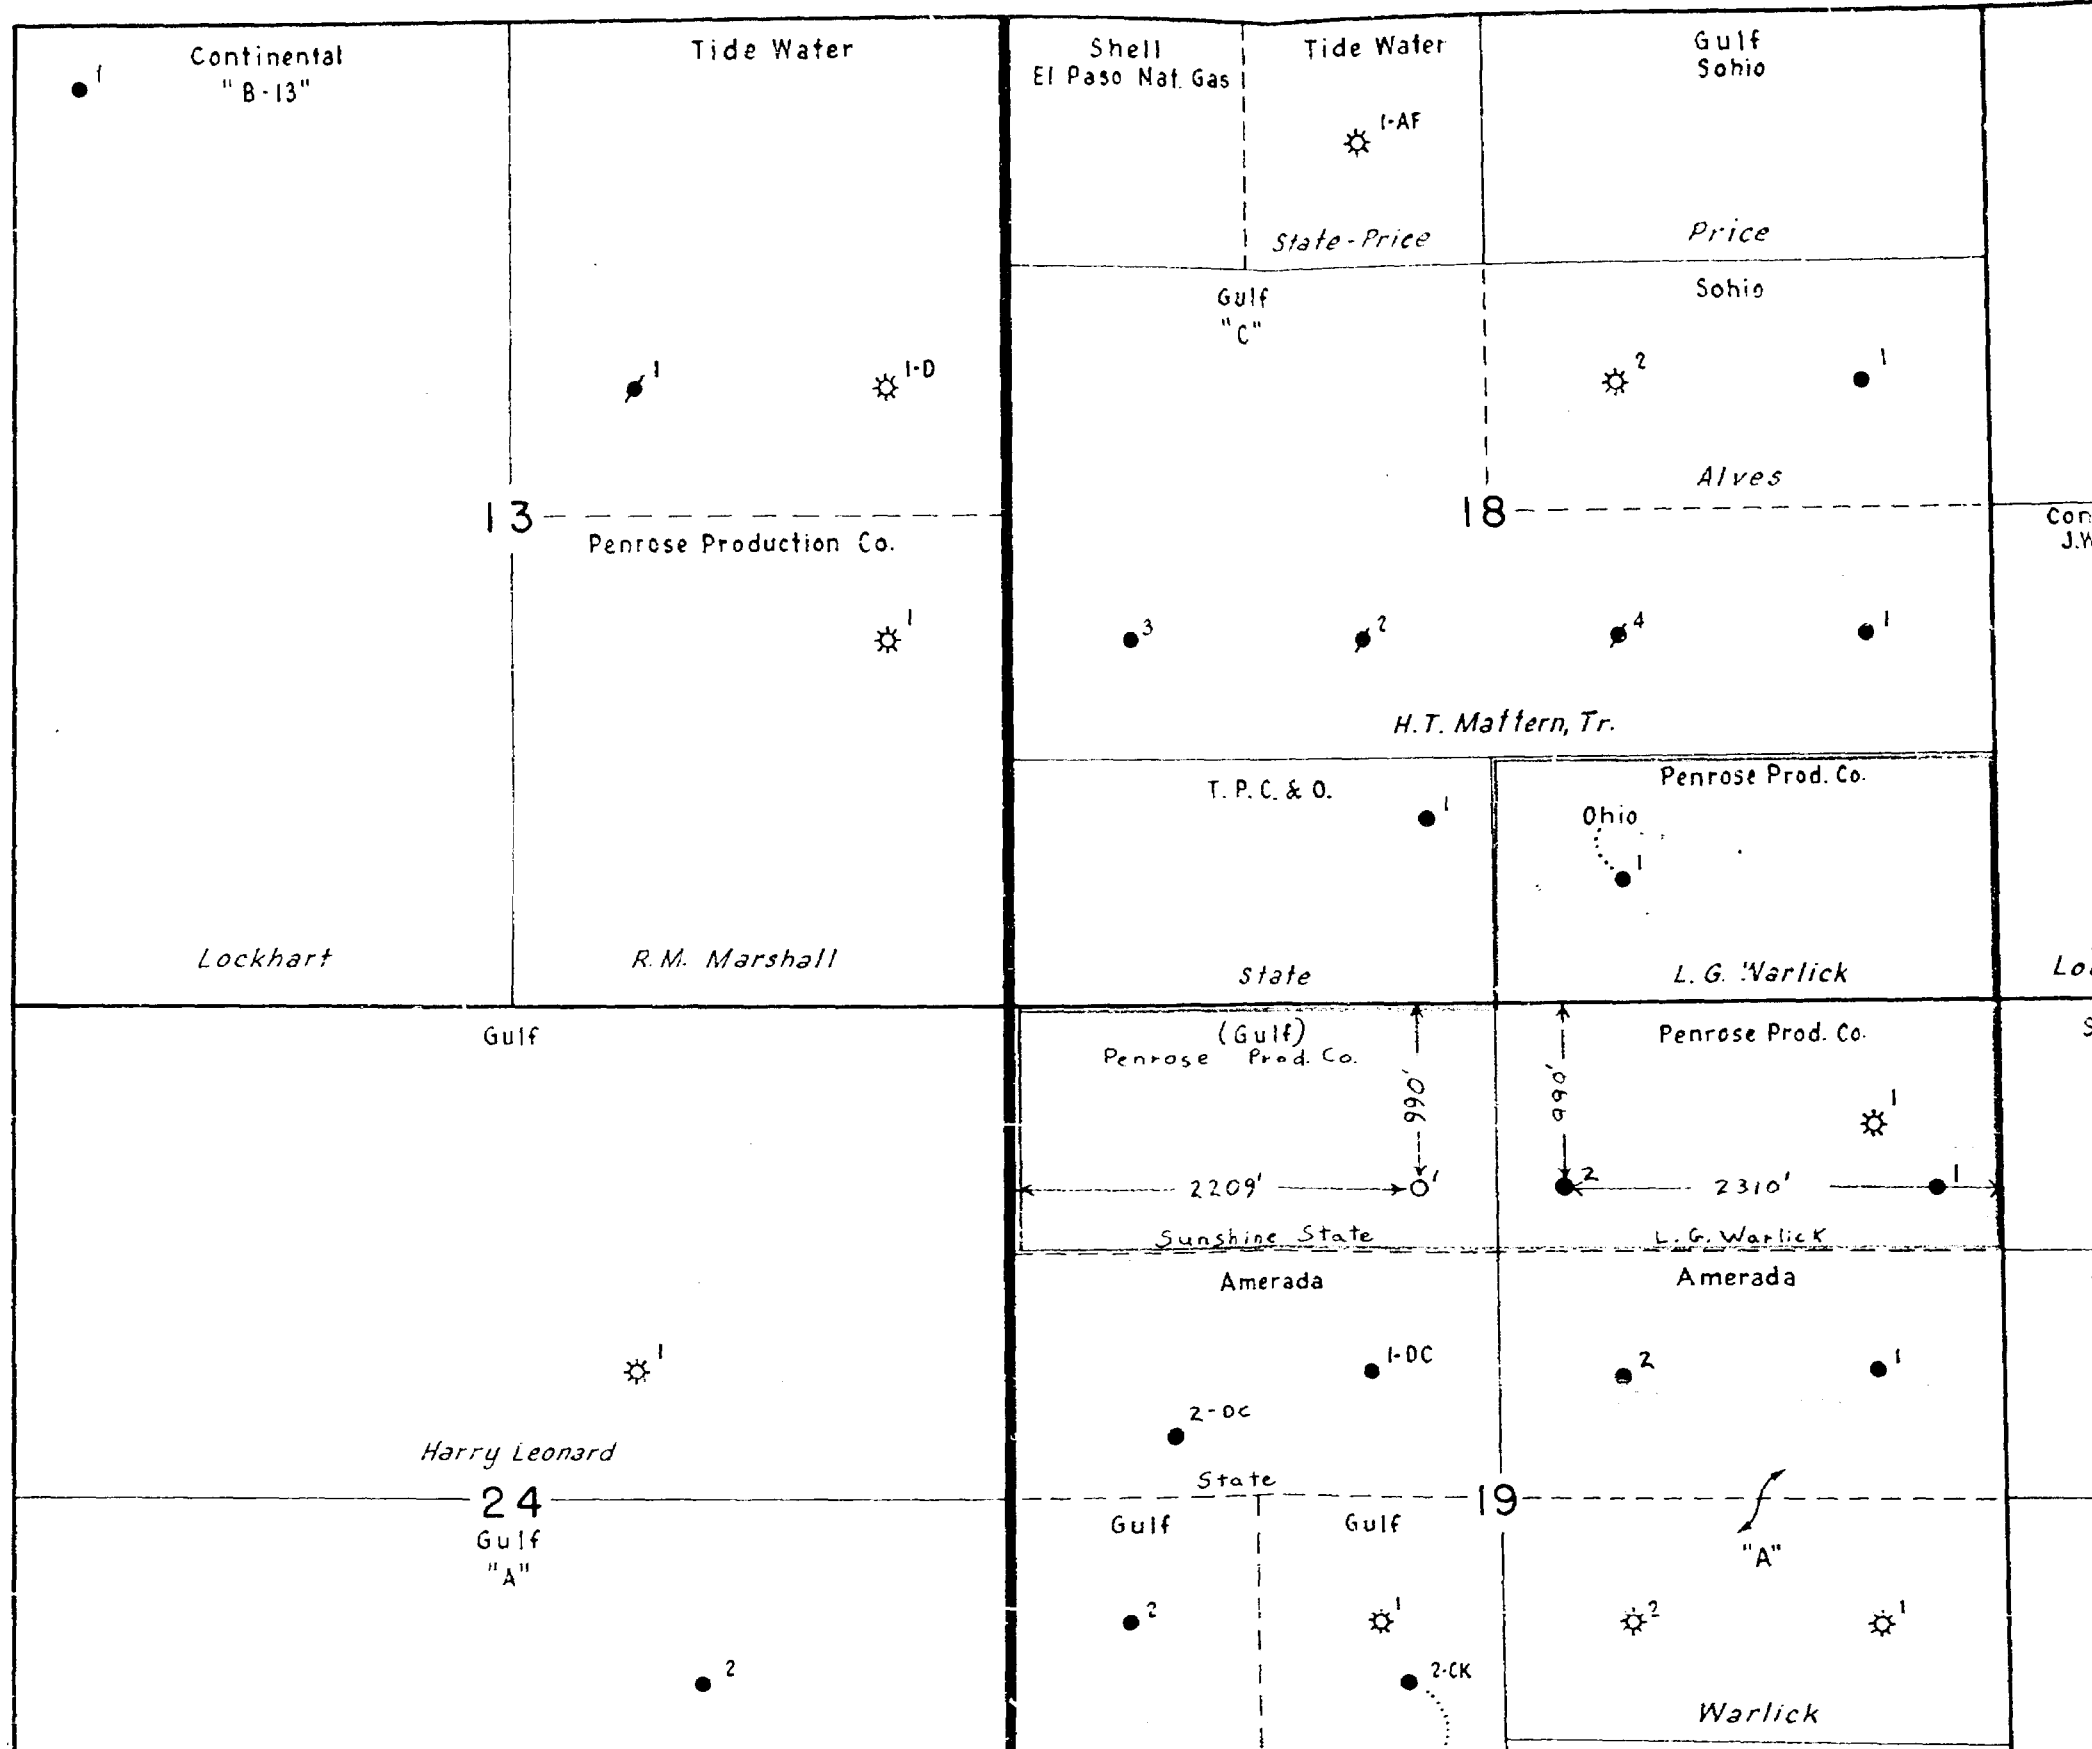 Continental
"B-13"
1
Tide Water
1
1-D
13
Penrose Production Co.
1
Lockhart
R.M. Marshall
Shell
El Paso Nat. Gas
Tide Water
1-AF
State-Price
Gulf
Sohio
Price
Gulf
"C"
Sohio
2
1
Alves
18
3
2
4
1
H.T. Mattern, Tr.
T. P. C. & O.
1
State
Penrose Prod. Co.
Ohio
1
L. G. Warlick
Gulf
1
Harry Leonard
24
Gulf
"A"
2
(Gulf)
Penrose Prod. Co.
990'
2209'
1
Sunshine State
Penrose Prod. Co.
990'
1
2
2310'
1
L. G. Warlick
Amerada
1-DC
2-DC
State
Amerada
2
1
19
"A"
Gulf
2
Gulf
1
2-CK
2
1
Warlick